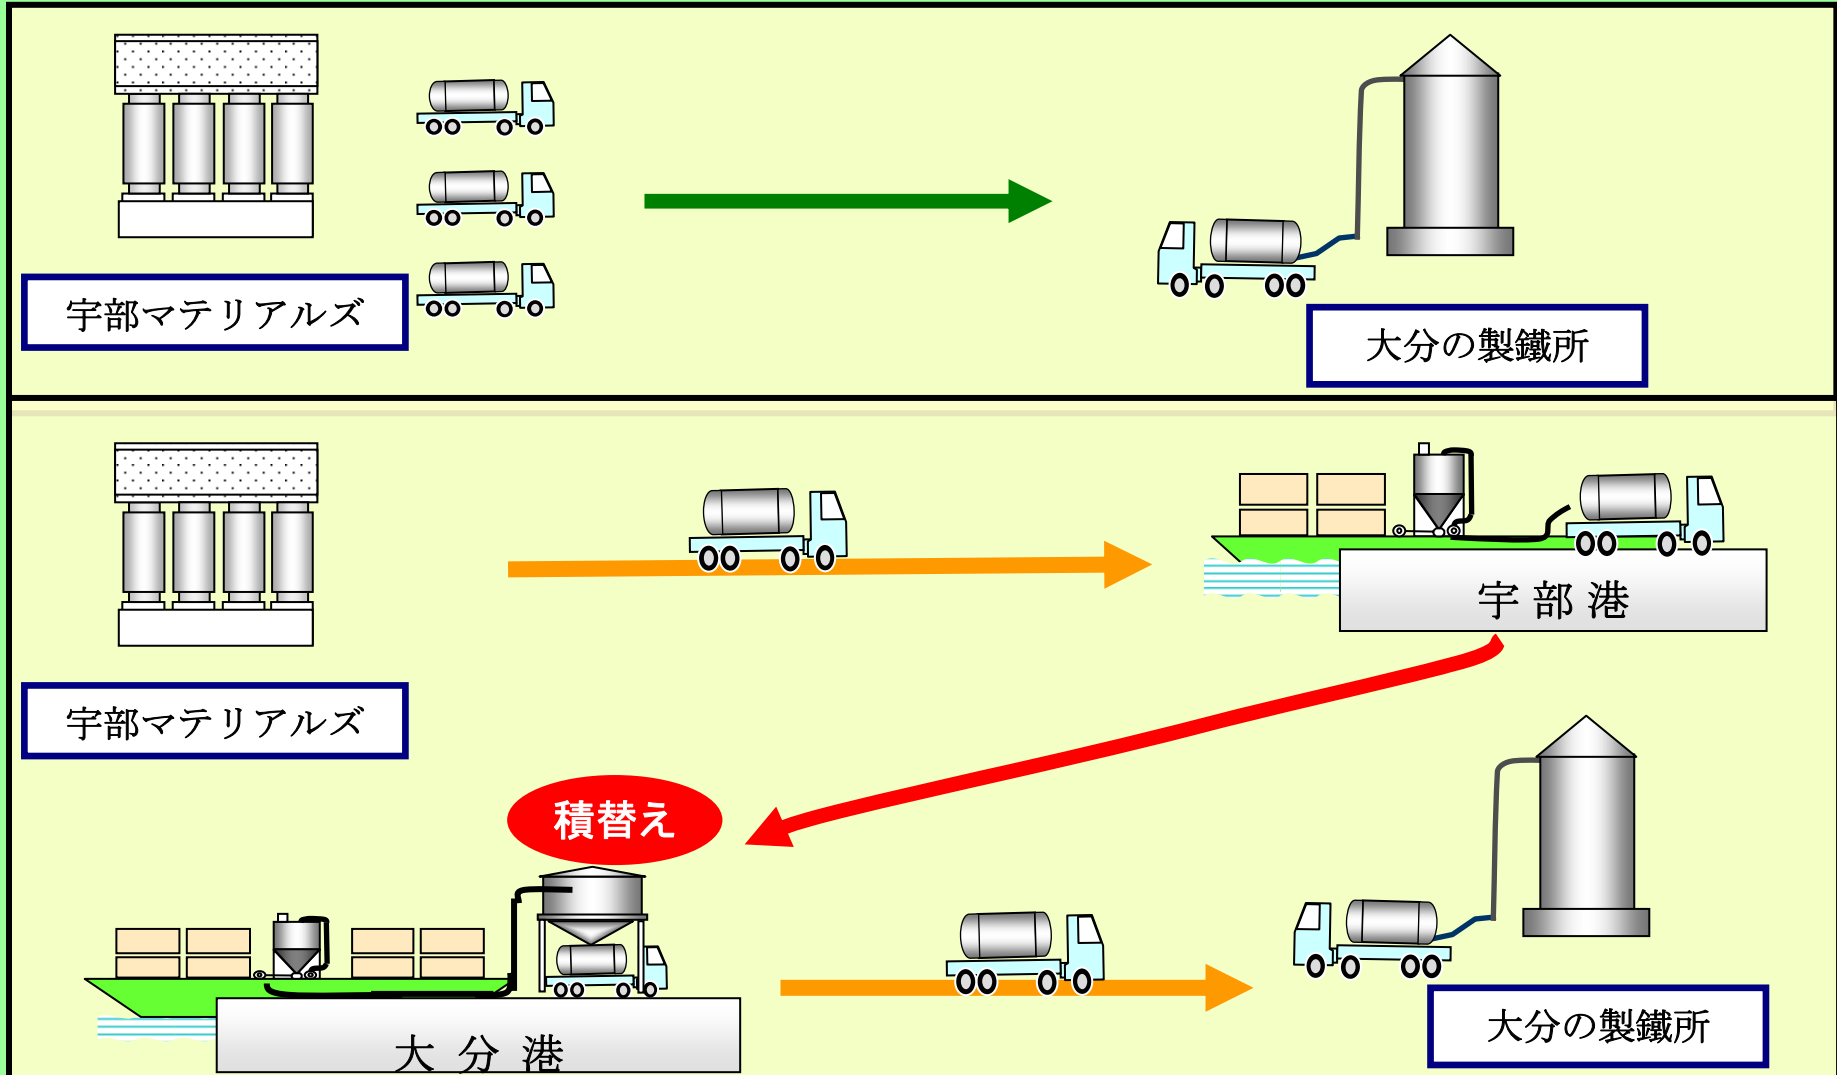 宇部マテリアルズ
大分の製鐵所
宇部港
宇部マテリアルズ
積替え
大分港
大分の製鐵所